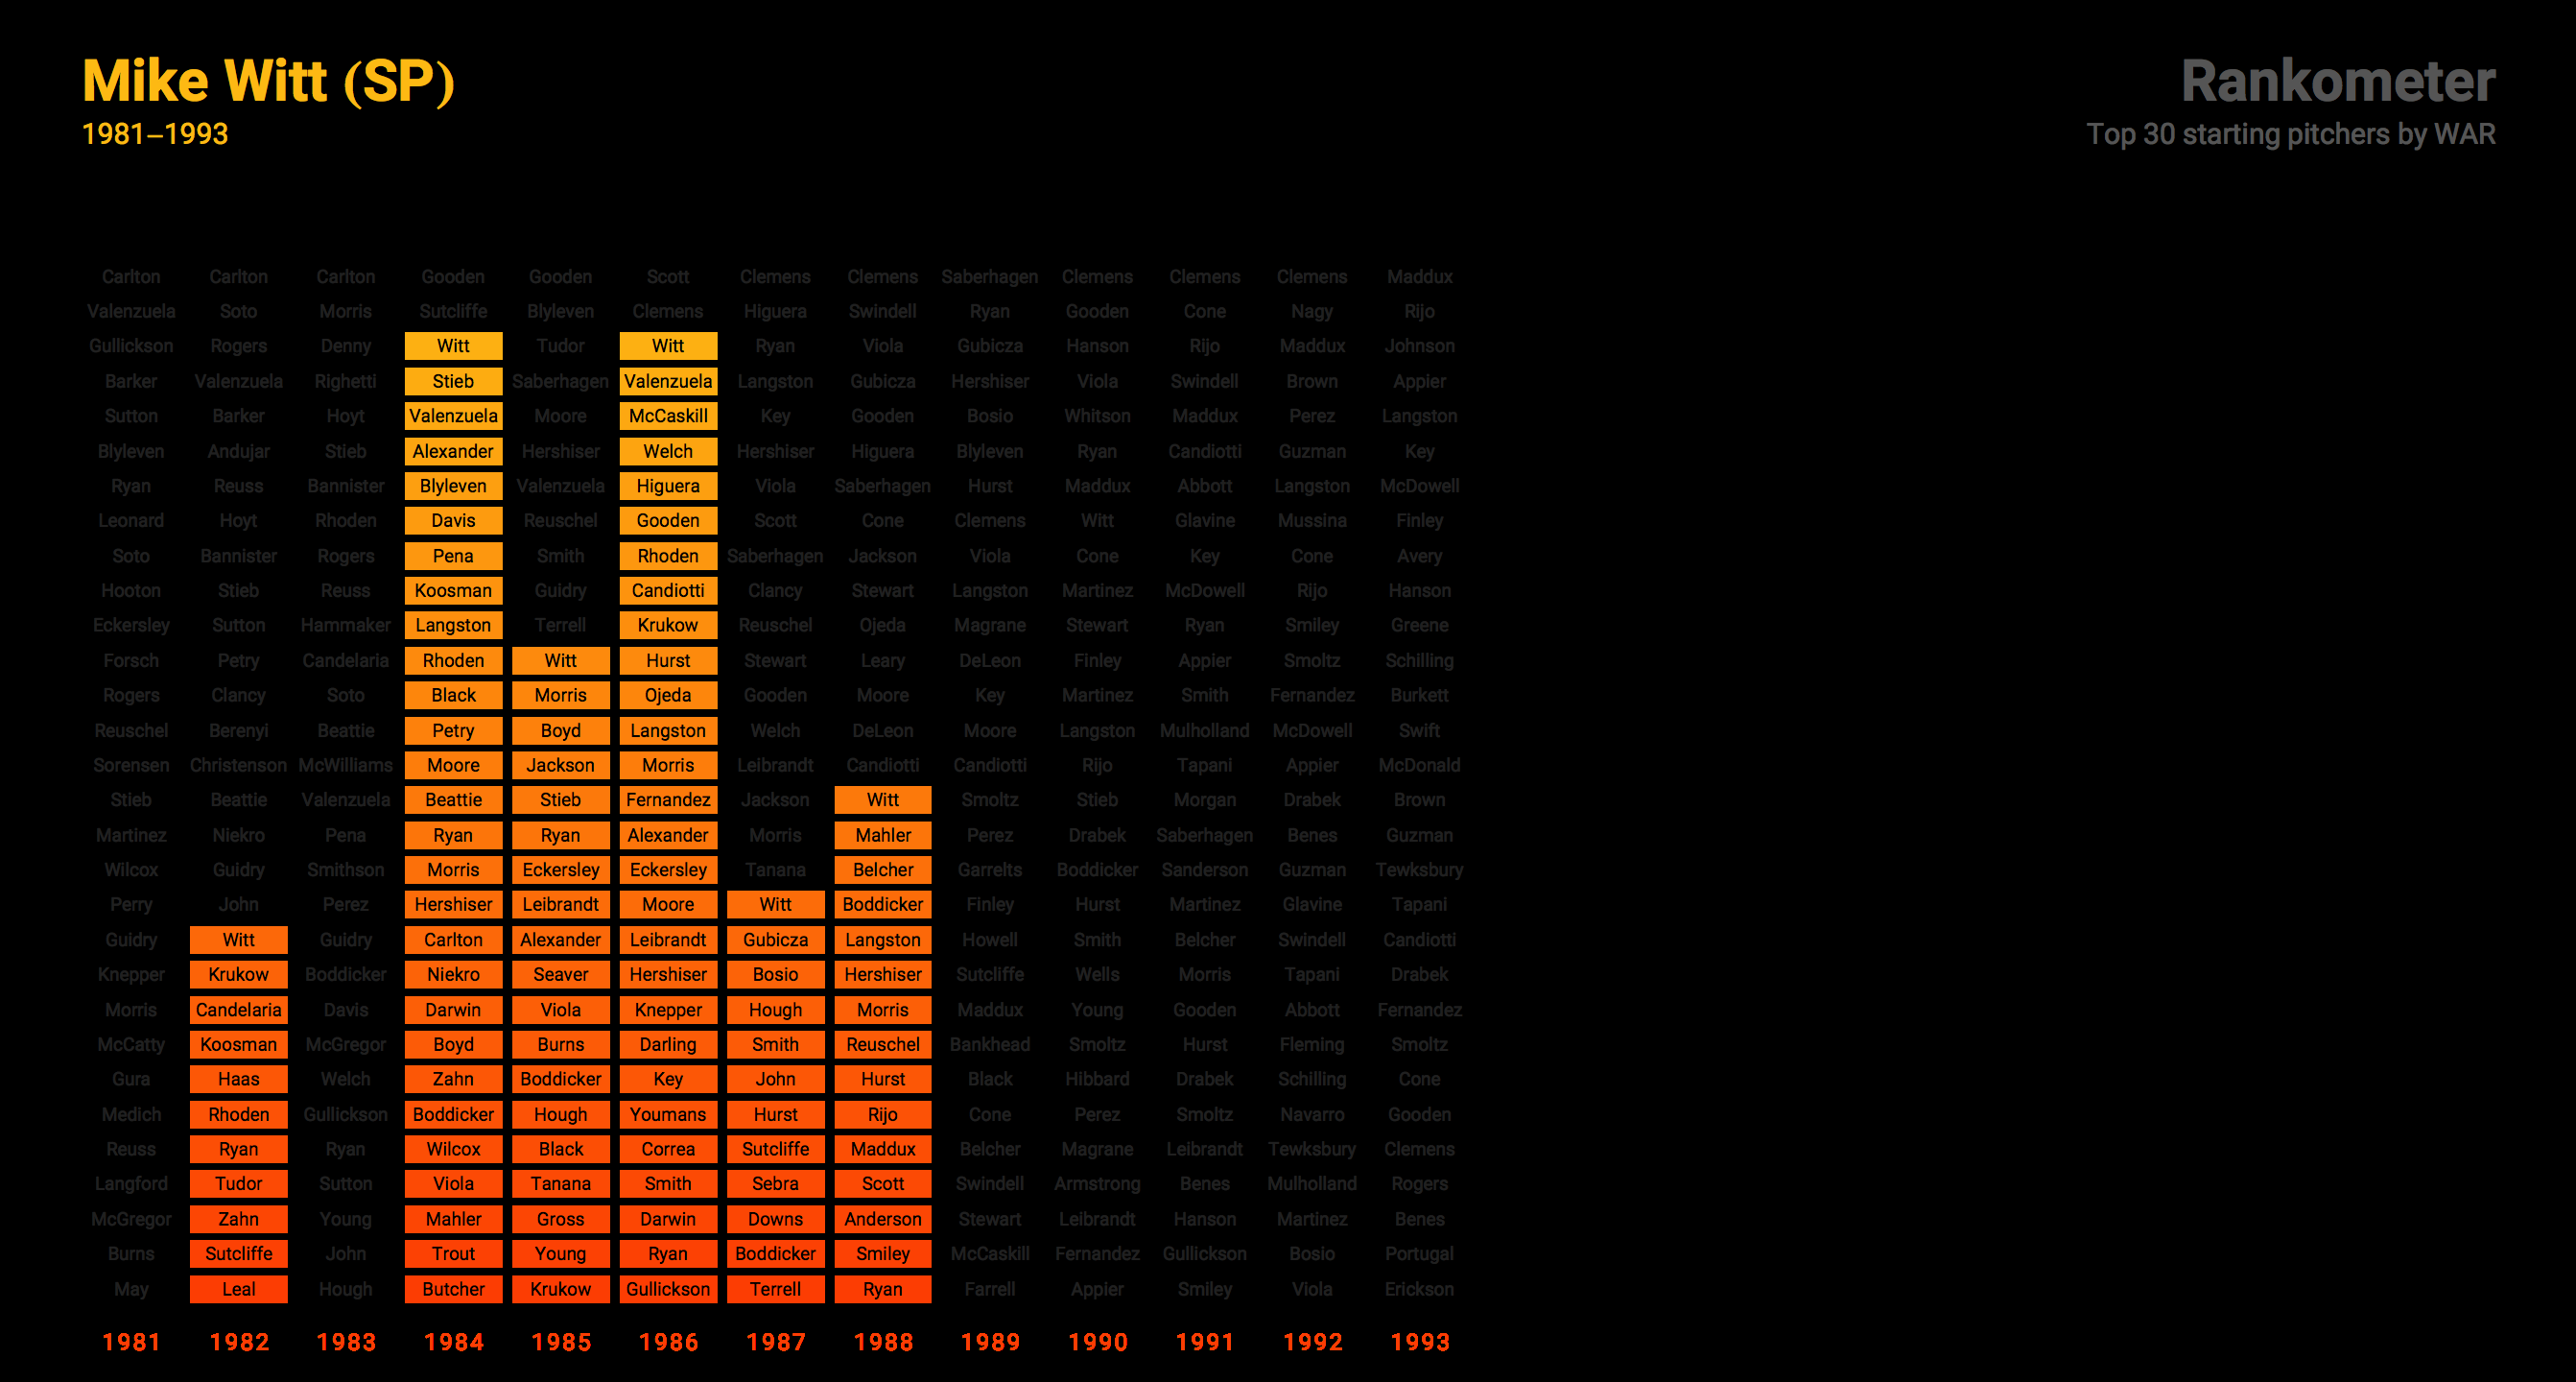 Mike Witt (SP)
1981–1993
Rankometer
Top 30 starting pitchers by WAR
Carlton Carlton Carlton Gooden Gooden Scott Clemens Clemens Saberhagen Clemens Clemens Clemens Maddux
Valenzuela Soto Morris Sutcliffe Blyleven Clemens Higuera Swindell Ryan Gooden Cone Nagy Rijo
Gullickson Rogers Denny Witt Tudor Witt Ryan Viola Gubicza Hanson Rijo Maddux Johnson
Barker Valenzuela Righetti Stieb Saberhagen Valenzuela Langston Gubicza Hershiser Viola Swindell Brown Appier
Sutton Barker Hoyt Valenzuela Moore McCaskill Key Gooden Bosio Whitson Maddux Perez Langston
Blyleven Andujar Stieb Alexander Hershiser Welch Hershiser Higuera Blyleven Ryan Candiotti Guzman Key
Ryan Reuss Bannister Blyleven Valenzuela Higuera Viola Saberhagen Hurst Maddux Abbott Langston McDowell
Leonard Hoyt Rhoden Davis Reuschel Gooden Scott Cone Clemens Witt Glavine Mussina Finley
Soto Bannister Rogers Pena Smith Rhoden Saberhagen Jackson Viola Cone Key Cone Avery
Hooton Stieb Reuss Koosman Guidry Candiotti Clancy Stewart Langston Martinez McDowell Rijo Hanson
Eckersley Sutton Hammaker Langston Terrell Krukow Reuschel Ojeda Magrane Stewart Ryan Smiley Greene
Forsch Petry Candelaria Rhoden Witt Hurst Stewart Leary DeLeon Finley Appier Smoltz Schilling
Rogers Clancy Soto Black Morris Ojeda Gooden Moore Key Martinez Smith Fernandez Burkett
Reuschel Berenyi Beattie Petry Boyd Langston Welch DeLeon Moore Langston Mulholland McDowell Swift
Sorensen Christenson McWilliams Moore Jackson Morris Leibrandt Candiotti Candiotti Rijo Tapani Appier McDonald
Stieb Beattie Valenzuela Beattie Stieb Fernandez Jackson Witt Smoltz Stieb Morgan Drabek Brown
Martinez Niekro Pena Ryan Ryan Alexander Morris Mahler Perez Drabek Saberhagen Benes Guzman
Wilcox Guidry Smithson Morris Eckersley Eckersley Tanana Belcher Garrelts Boddicker Sanderson Guzman Tewksbury
Perry John Perez Hershiser Leibrandt Moore Witt Boddicker Finley Hurst Martinez Glavine Tapani
Guidry Witt Guidry Carlton Alexander Leibrandt Gubicza Langston Howell Smith Belcher Swindell Candiotti
Knepper Krukow Boddicker Niekro Seaver Hershiser Bosio Hershiser Sutcliffe Wells Morris Tapani Drabek
Morris Candelaria Davis Darwin Viola Knepper Hough Morris Maddux Young Gooden Abbott Fernandez
McCatty Koosman McGregor Boyd Burns Darling Smith Reuschel Bankhead Smoltz Hurst Fleming Smoltz
Gura Haas Welch Zahn Boddicker Key John Hurst Black Hibbard Drabek Schilling Cone
Medich Rhoden Gullickson Boddicker Hough Youmans Hurst Rijo Cone Perez Smoltz Navarro Gooden
Reuss Ryan Ryan Wilcox Black Correa Sutcliffe Maddux Belcher Magrane Leibrandt Tewksbury Clemens
Langford Tudor Sutton Viola Tanana Smith Sebra Scott Swindell Armstrong Benes Mulholland Rogers
McGregor Zahn Young Mahler Gross Darwin Downs Anderson Stewart Leibrandt Hanson Martinez Benes
Burns Sutcliffe John Trout Young Ryan Boddicker Smiley McCaskill Fernandez Gullickson Bosio Portugal
May Leal Hough Butcher Krukow Gullickson Terrell Ryan Farrell Appier Smiley Viola Erickson
1981 1982 1983 1984 1985 1986 1987 1988 1989 1990 1991 1992 1993